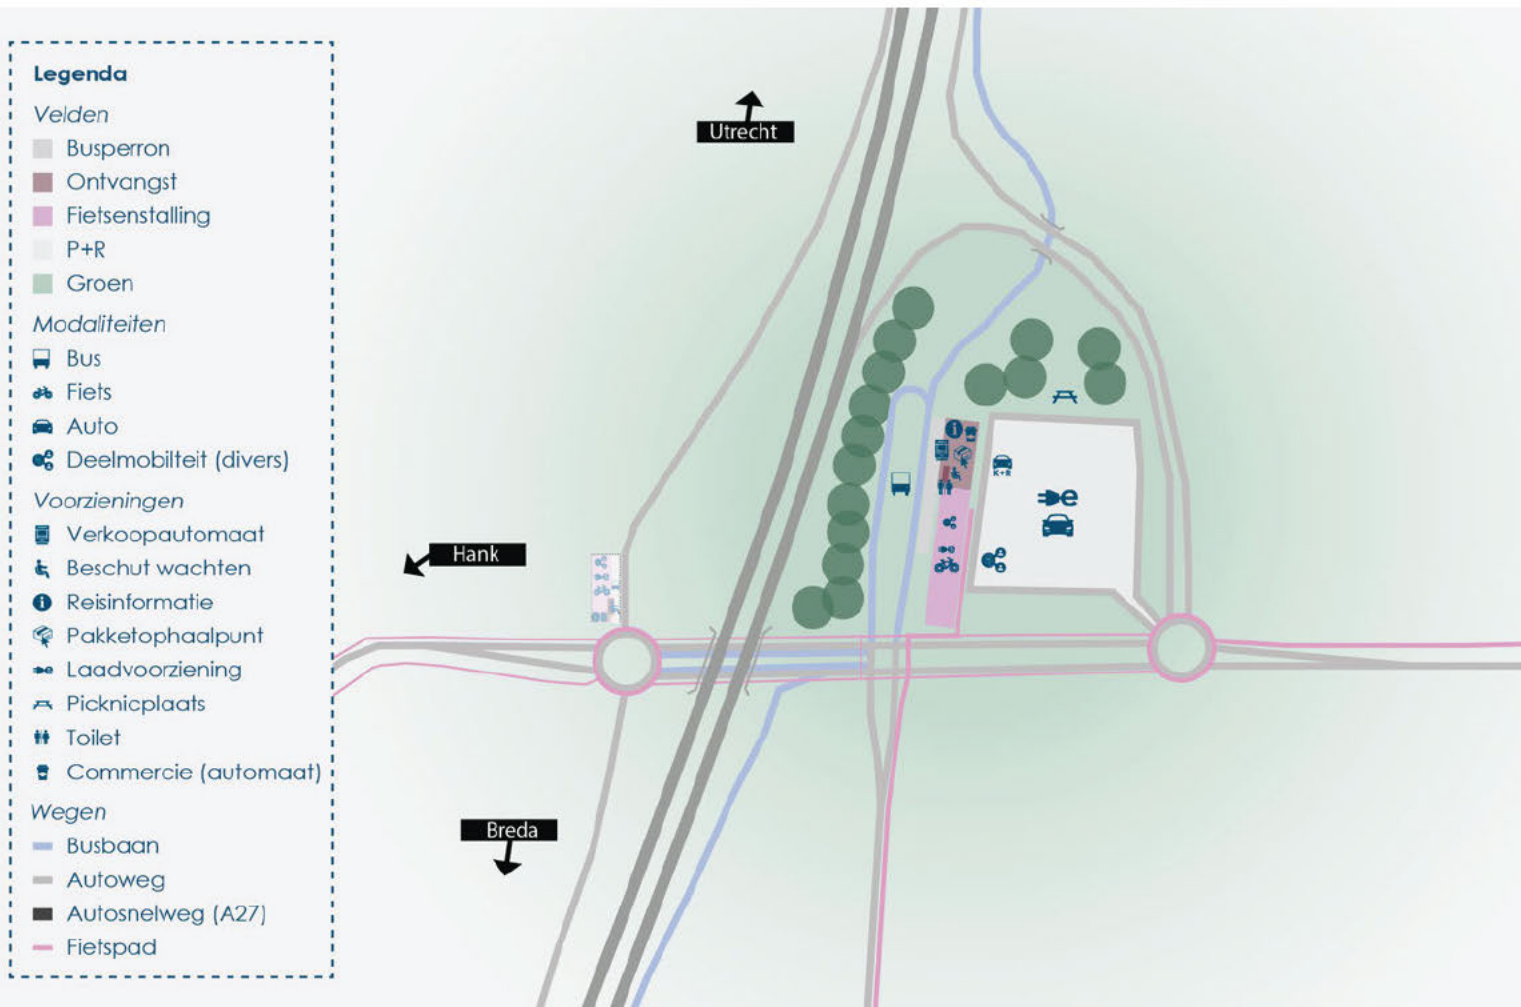 Legenda
Velden
Busperron
Ontvangst
Fietsenstalling
P+R
Groen
Modaliteiten
Bus
Fiets
Auto
Deelmobilteit (divers)
Voorzieningen
Verkoopautomaat
Beschut wachten
Reisinformatie
Pakketophaalpunt
Laadvoorziening
Picknicplaats
Toilet
Commercie (automaat)
Wegen
Busbaan
Autoweg
Autosnelweg (A27)
Fietspad
Utrecht
Hank
Breda
K+R